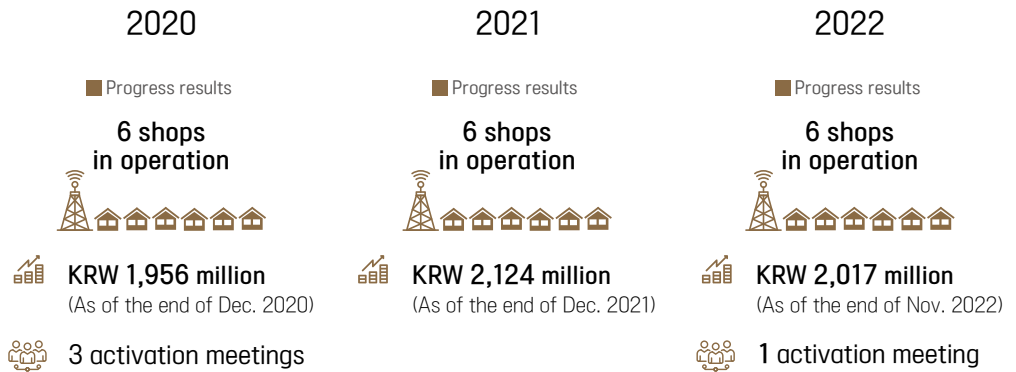 2020
Progress results
6 shops
in operation
KRW 1,956 million
(As of the end of Dec. 2020)
3 activation meetings
2021
Progress results
6 shops
in operation
KRW 2,124 million
(As of the end of Dec. 2021)
2022
Progress results
6 shops
in operation
KRW 2,017 million
(As of the end of Nov. 2022)
1 activation meeting